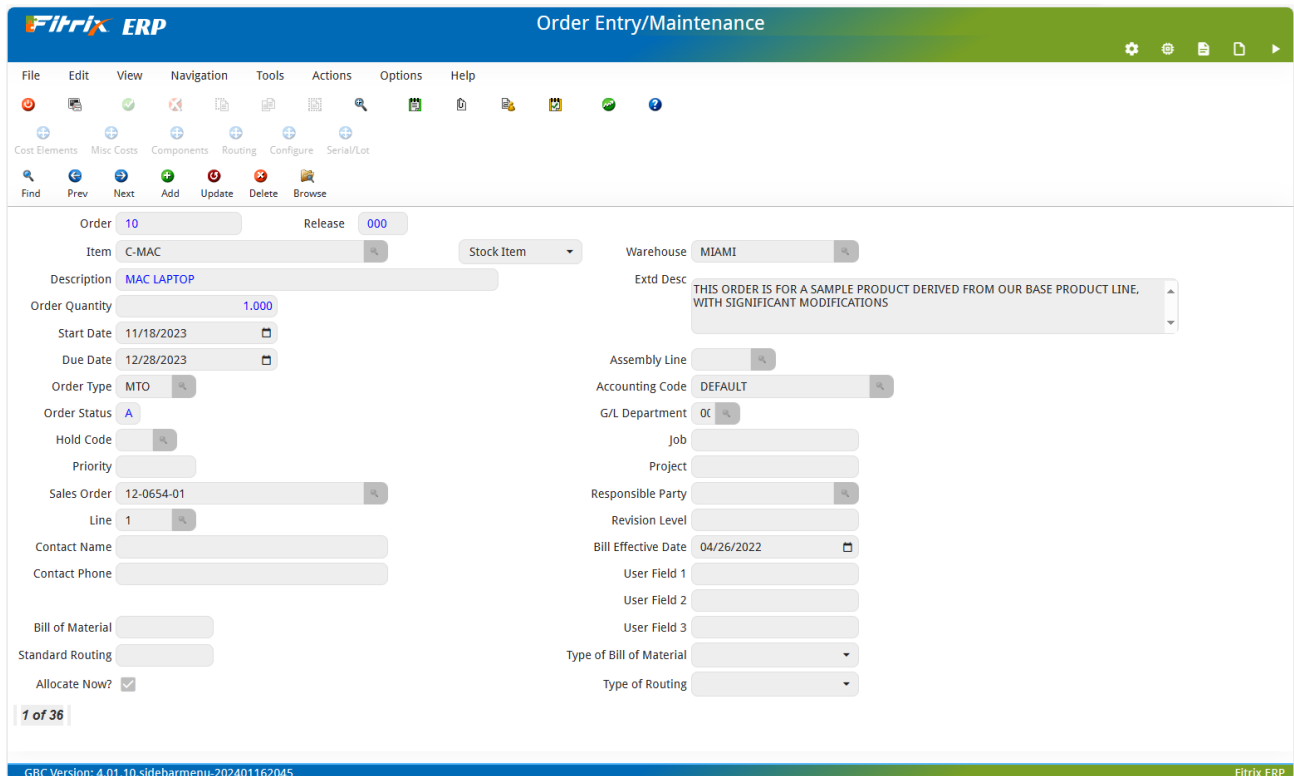 Fitrix ERP
Order Entry/Maintenance
File Edit View Navigation Tools Actions Options Help
Cost Elements Misc Costs Components Routing Configure Serial/Lot
Find Prev Next Add Update Delete Browse
Order 10 Release 000
Item C-MAC Stock Item Warehouse MIAMI
Description MAC LAPTOP Extd Desc THIS ORDER IS FOR A SAMPLE PRODUCT DERIVED FROM OUR BASE PRODUCT LINE,
WITH SIGNIFICANT MODIFICATIONS
Order Quantity 1.000
Start Date 11/18/2023
Due Date 12/28/2023 Assembly Line
Order Type MTO Accounting Code DEFAULT
Order Status A G/L Department 00
Hold Code Job
Priority Project
Sales Order 12-0654-01 Responsible Party
Line 1 Revision Level
Contact Name Bill Effective Date 04/26/2022
Contact Phone User Field 1
User Field 2
Bill of Material User Field 3
Standard Routing Type of Bill of Material
Allocate Now? Type of Routing
1 of 36
GBC Version: 4.01.10.sidebarmenu-202401162045 Fitrix ERP